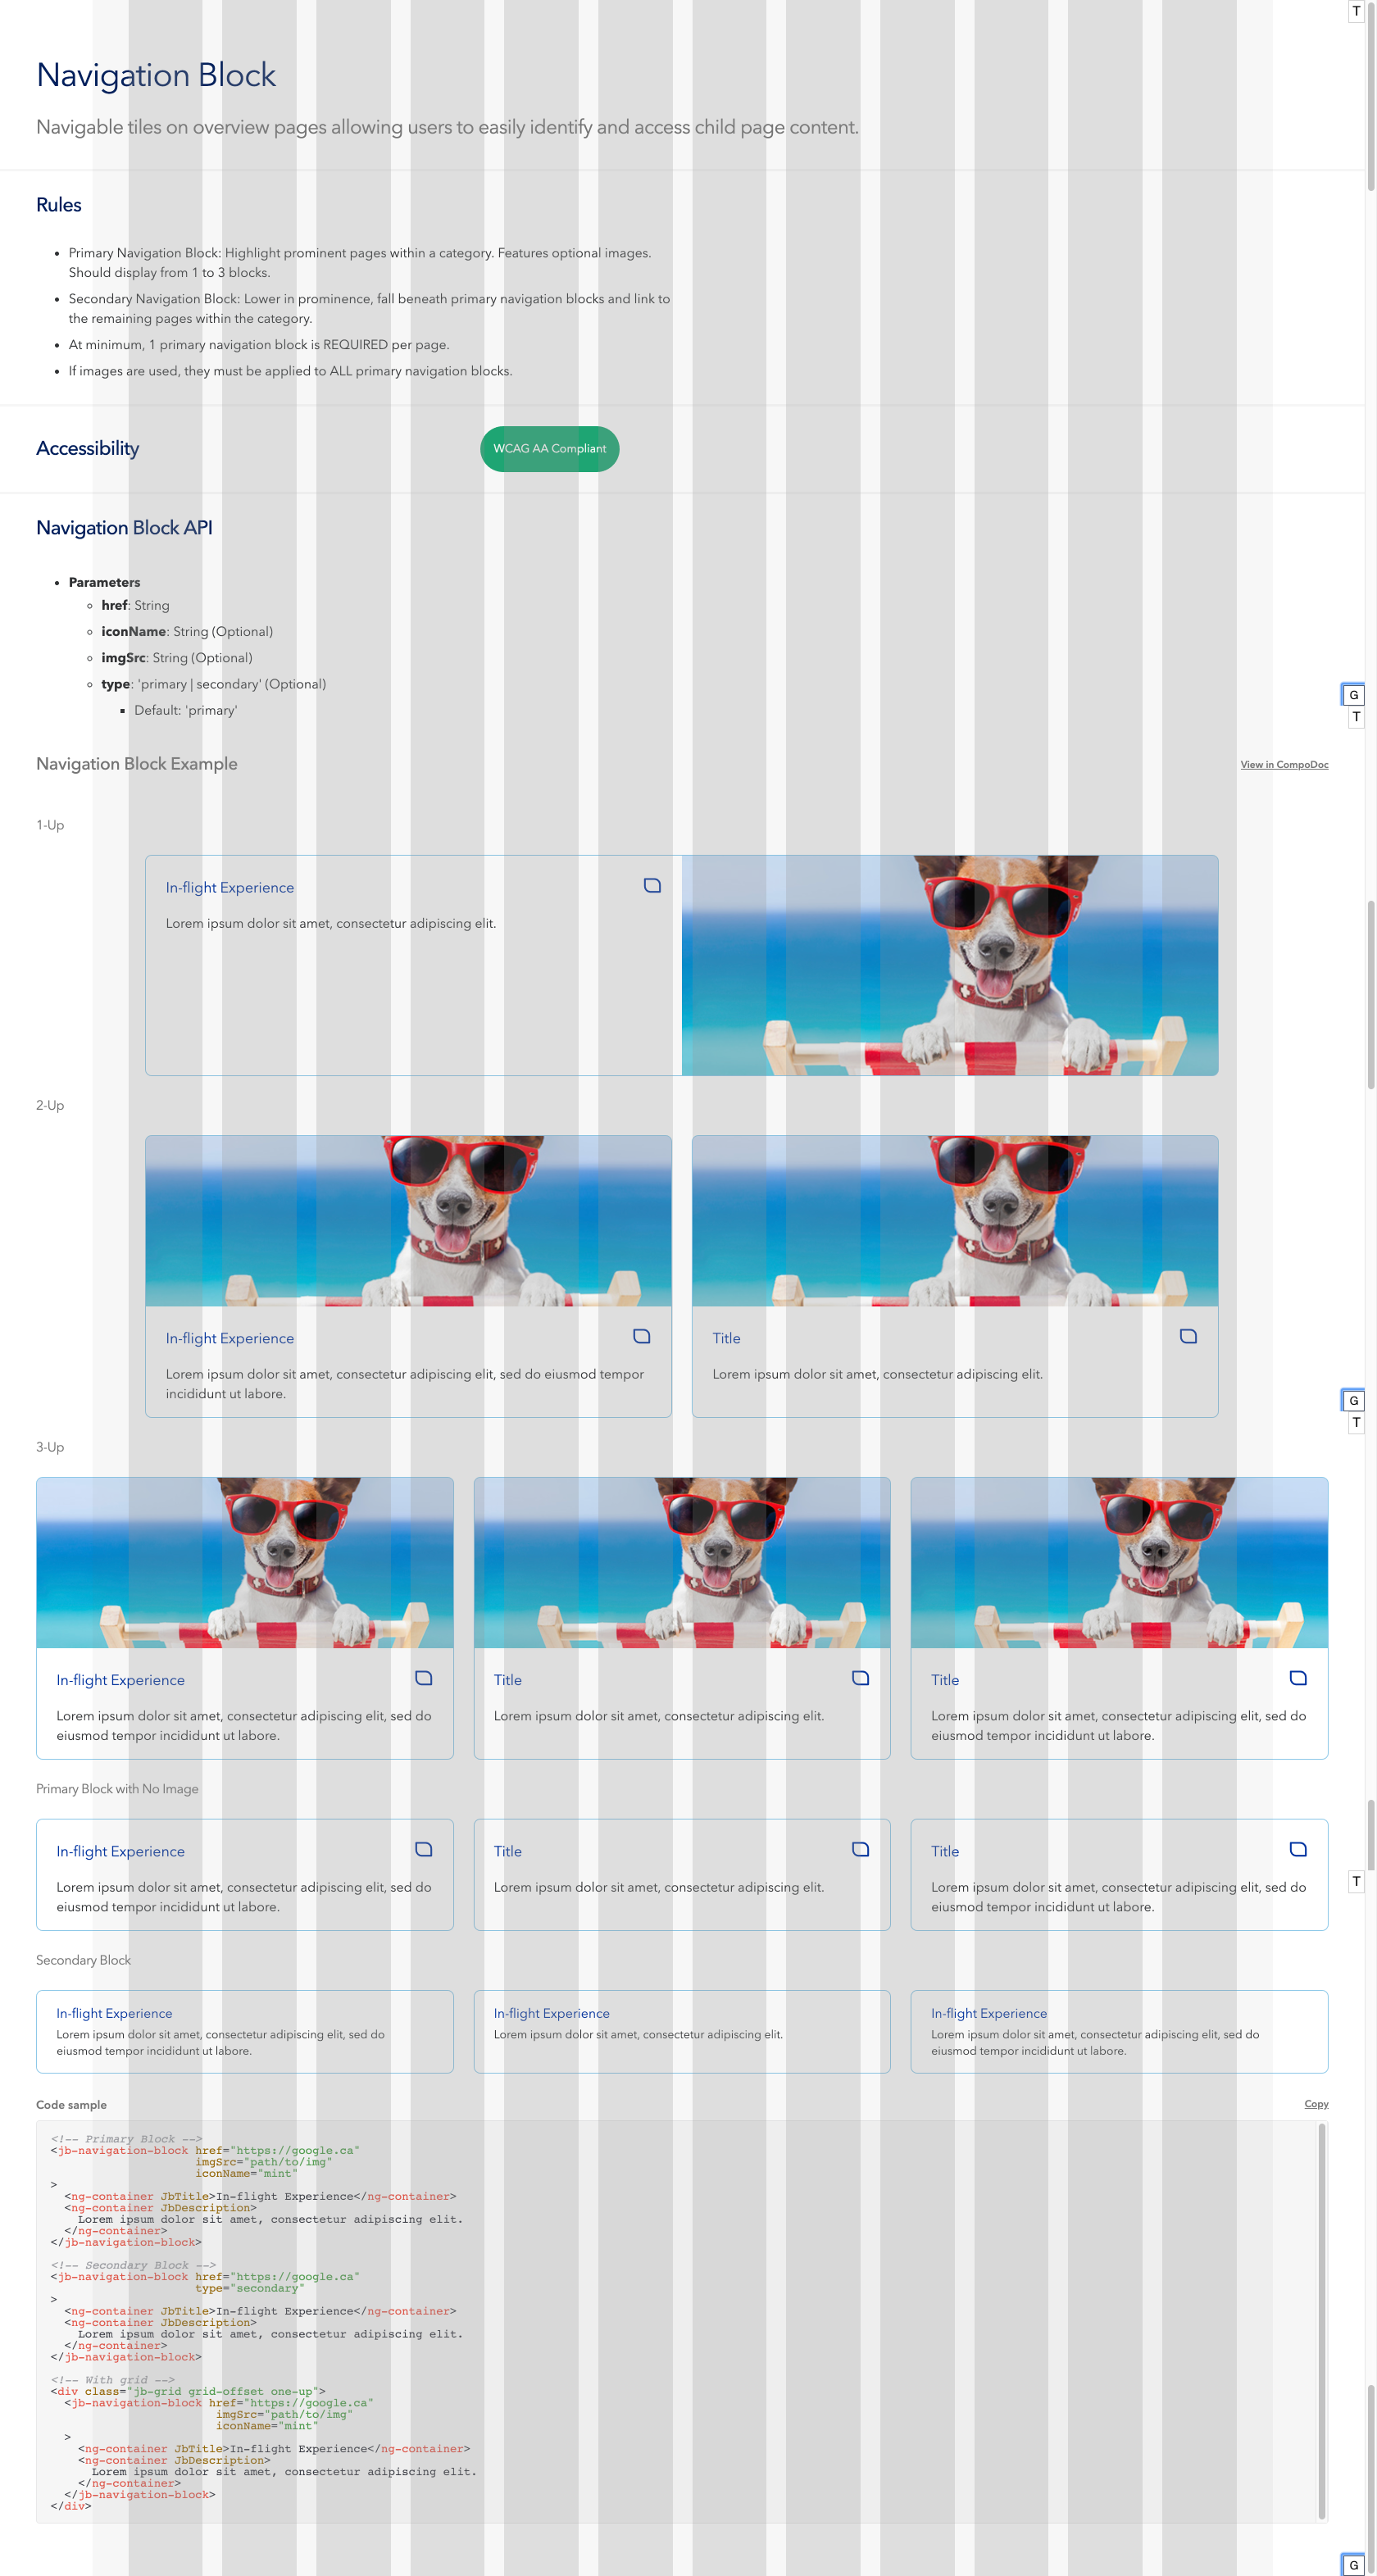 T
Navigation Block
Navigable tiles on overview pages allowing users to easily identify and access child page content.
Rules
• Primary Navigation Block: Highlight prominent pages within a category. Features optional images.
Should display from 1 to 3 blocks.
• Secondary Navigation Block: Lower in prominence, fall beneath primary navigation blocks and link to
the remaining pages within the category.
• At minimum, 1 primary navigation block is REQUIRED per page.
• If images are used, they must be applied to ALL primary navigation blocks.
Accessibility
WCAG AA Compliant
Navigation Block API
• Parameters
◦ href: String
◦ iconName: String (Optional)
◦ imgSrc: String (Optional)
◦ type: 'primary | secondary' (Optional)
▪ Default: 'primary'
G
T
Navigation Block Example
View in CompoDoc
1-Up
In-flight Experience
Lorem ipsum dolor sit amet, consectetur adipiscing elit.
2-Up
In-flight Experience
Lorem ipsum dolor sit amet, consectetur adipiscing elit, sed do eiusmod tempor
incididunt ut labore.
Title
Lorem ipsum dolor sit amet, consectetur adipiscing elit.
G
T
3-Up
In-flight Experience
Lorem ipsum dolor sit amet, consectetur adipiscing elit, sed do
eiusmod tempor incididunt ut labore.
Title
Lorem ipsum dolor sit amet, consectetur adipiscing elit.
Title
Lorem ipsum dolor sit amet, consectetur adipiscing elit, sed do
eiusmod tempor incididunt ut labore.
Primary Block with No Image
In-flight Experience
Lorem ipsum dolor sit amet, consectetur adipiscing elit, sed do
eiusmod tempor incididunt ut labore.
Title
Lorem ipsum dolor sit amet, consectetur adipiscing elit.
Title
Lorem ipsum dolor sit amet, consectetur adipiscing elit, sed do
eiusmod tempor incididunt ut labore.
T
Secondary Block
In-flight Experience
Lorem ipsum dolor sit amet, consectetur adipiscing elit, sed do
eiusmod tempor incididunt ut labore.
In-flight Experience
Lorem ipsum dolor sit amet, consectetur adipiscing elit.
In-flight Experience
Lorem ipsum dolor sit amet, consectetur adipiscing elit, sed do
eiusmod tempor incididunt ut labore.
Code sample
Copy
<!-- Primary Block -->
<jb-navigation-block href="https://google.ca"
imgSrc="path/to/img"
iconName="mint"
>
<ng-container JbTitle>In-flight Experience</ng-container>
<ng-container JbDescription>
Lorem ipsum dolor sit amet, consectetur adipiscing elit.
</ng-container>
</jb-navigation-block>
<!-- Secondary Block -->
<jb-navigation-block href="https://google.ca"
type="secondary"
>
<ng-container JbTitle>In-flight Experience</ng-container>
<ng-container JbDescription>
Lorem ipsum dolor sit amet, consectetur adipiscing elit.
</ng-container>
</jb-navigation-block>
<!-- With grid -->
<div class="jb-grid grid-offset one-up">
<jb-navigation-block href="https://google.ca"
imgSrc="path/to/img"
iconName="mint"
>
<ng-container JbTitle>In-flight Experience</ng-container>
<ng-container JbDescription>
Lorem ipsum dolor sit amet, consectetur adipiscing elit.
</ng-container>
</jb-navigation-block>
</div>
G